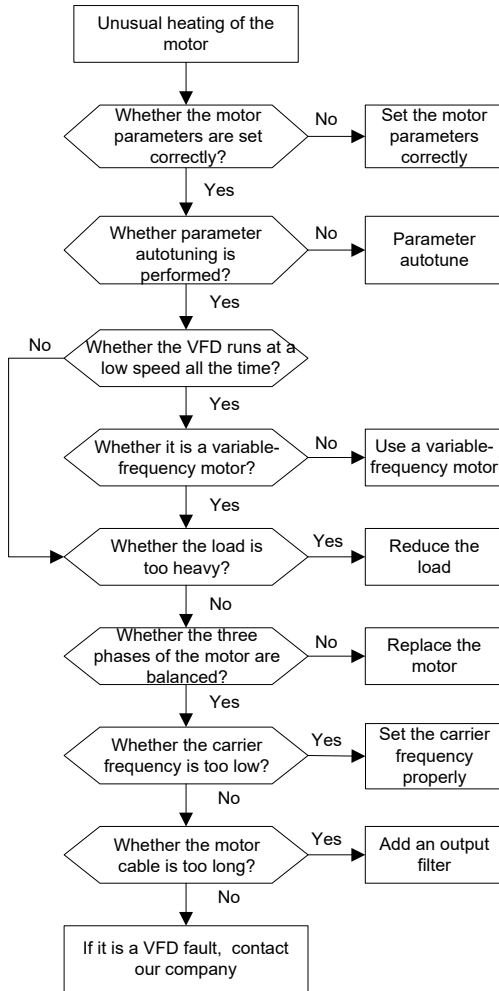 Unusual heating of the
motor
Whether the motor
parameters are set
correctly?
No
Set the motor
parameters
correctly
Yes
Whether parameter
autotuning is
performed?
No
Parameter
autotune
Yes
No
Whether the VFD runs at a
low speed all the time?
Yes
Whether it is a variable-
frequency motor?
No
Use a variable-
frequency motor
Yes
Whether the load is
too heavy?
Yes
Reduce the
load
No
Whether the three
phases of the motor are
balanced?
No
Replace the
motor
Yes
Whether the carrier
frequency is too low?
Yes
Set the carrier
frequency
properly
No
Whether the motor
cable is too long?
Yes
Add an output
filter
No
If it is a VFD fault, contact
our company